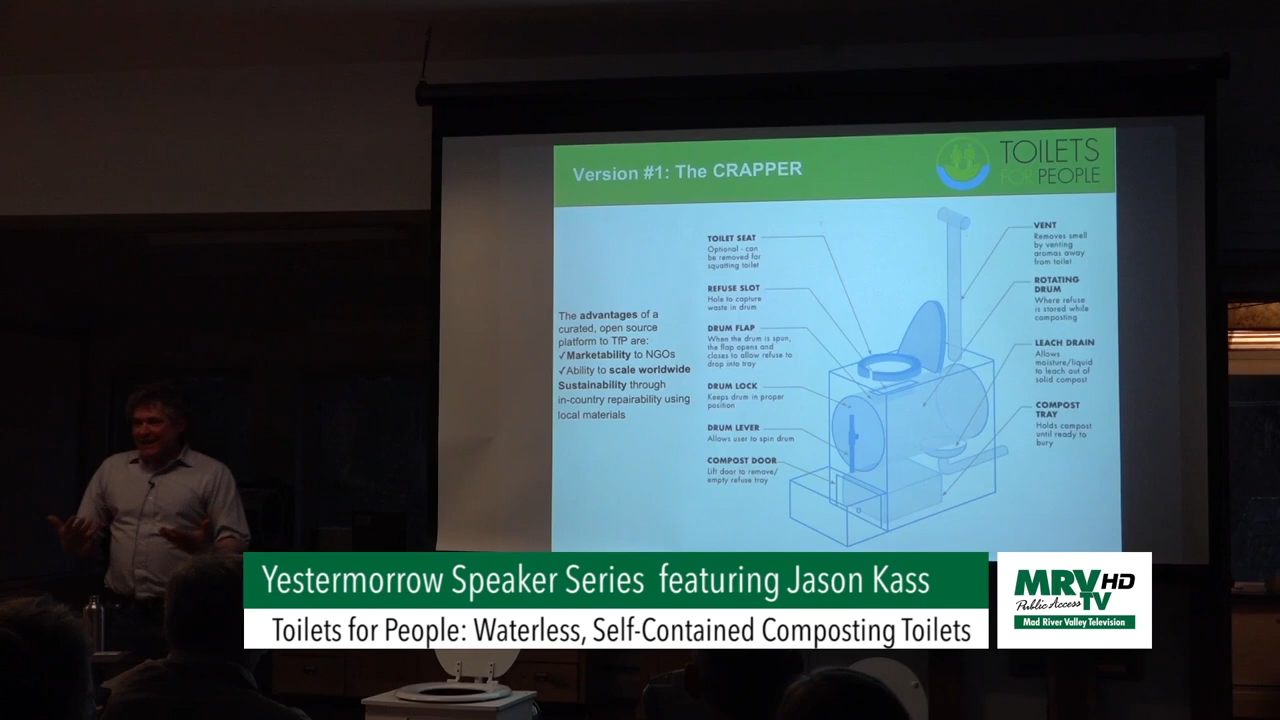 Version #1: The CRAPPER
TOILETS
FOR PEOPLE
The advantages of a
curated, open source
platform to TfP are:
✓Marketability to NGOs
✓Ability to scale worldwide
Sustainability through
in-country repairability using
local materials
TOILET SEAT
Optional - can
be removed for
squatting toilet
REFUSE SLOT
Hole to capture
waste in drum
DRUM FLAP
When the drum is spun,
the flap opens and
closes to allow refuse to
drop into tray
DRUM LOCK
Keeps drum in proper
position
DRUM LEVER
Allows user to spin drum
COMPOST DOOR
Lift door to remove/
empty refuse tray
VENT
Removes smell
by venting
aromas away
from toilet
ROTATING
DRUM
Where refuse
is stored while
composting
LEACH DRAIN
Allows
moisture/liquid
to leach out of
solid compost
COMPOST
TRAY
Holds compost
until ready to
bury
Yestermorrow Speaker Series featuring Jason Kass
Toilets for People: Waterless, Self-Contained Composting Toilets
MRV HD
Public Access TV
Mad River Valley Television